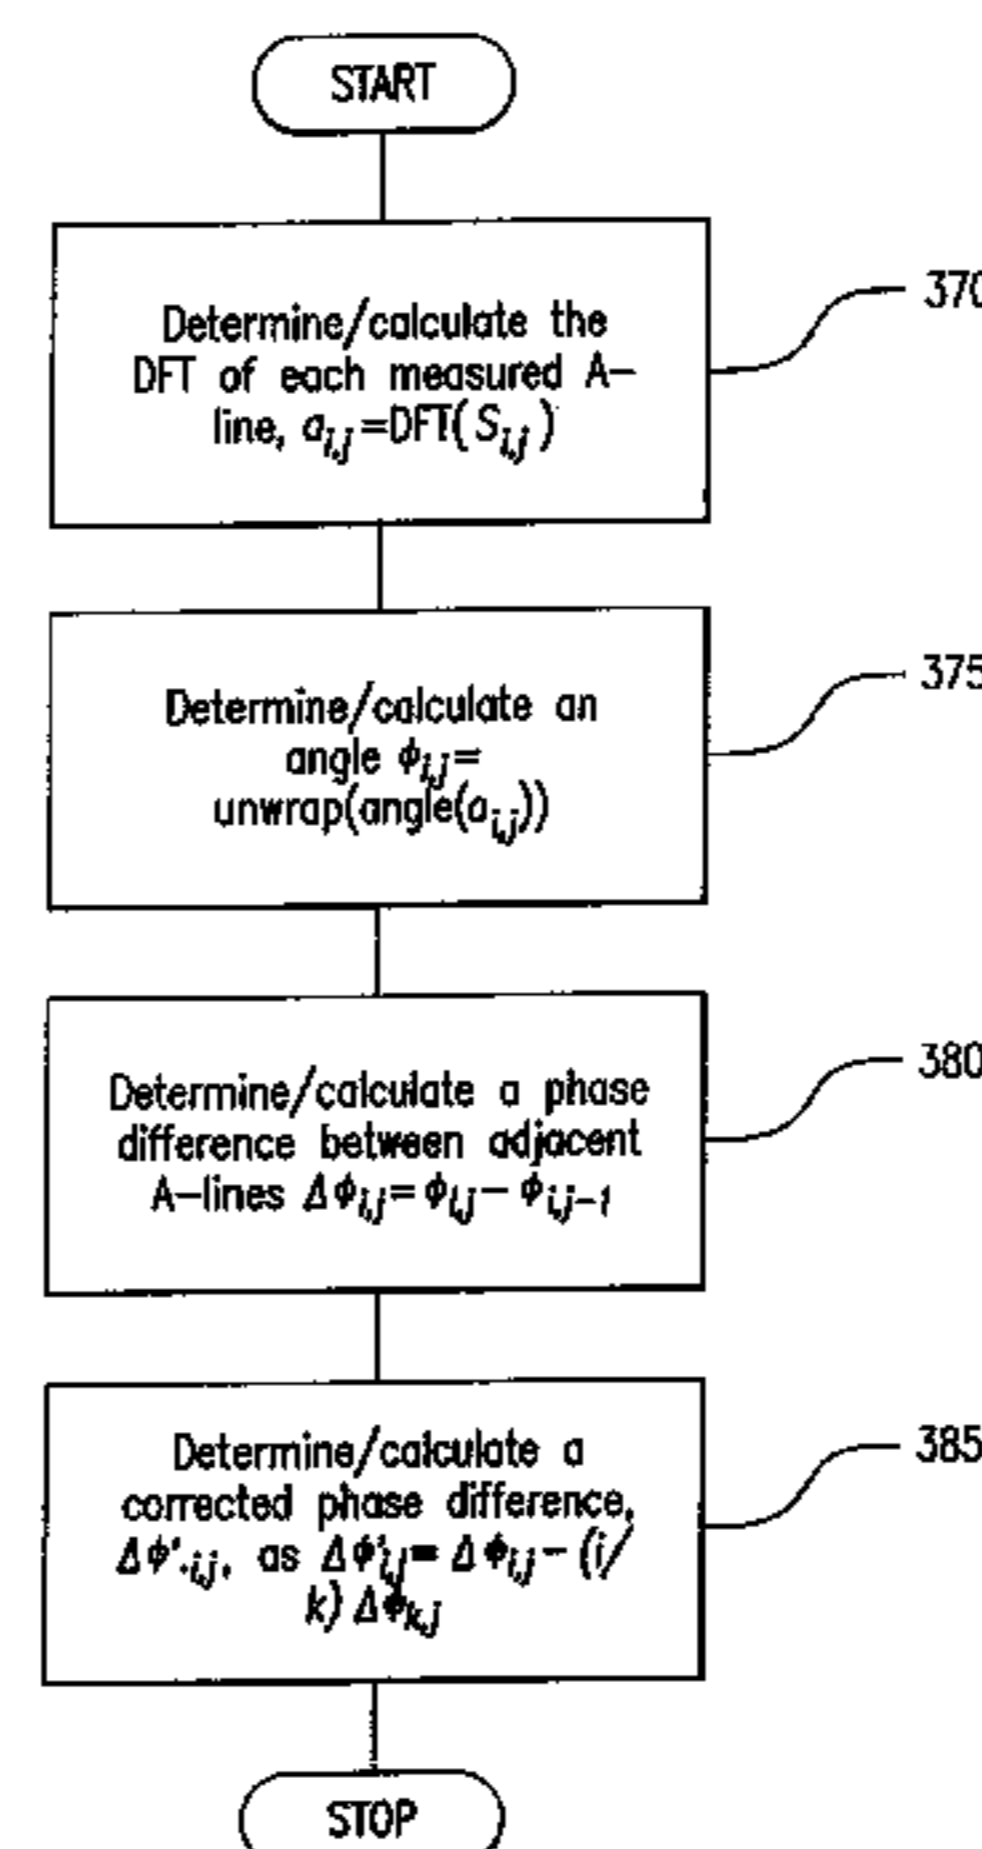 START
Determine/calculate the
DFT of each measured A-
line, a_{i,j}=DFT(S_{i,j})
370
Determine/calculate an
angle ϕ_{i,j}=
unwrap(angle(a_{i,j}))
375
Determine/calculate a phase
difference between adjacent
A-lines Δϕ_{i,j}=ϕ_{i,j}-ϕ_{i,j-1}
380
Determine/calculate a
corrected phase difference,
Δϕ'._{i,j}, as Δϕ'_{i,j}=Δϕ_{i,j}-(i/
k)Δϕ_{k,j}
385
STOP